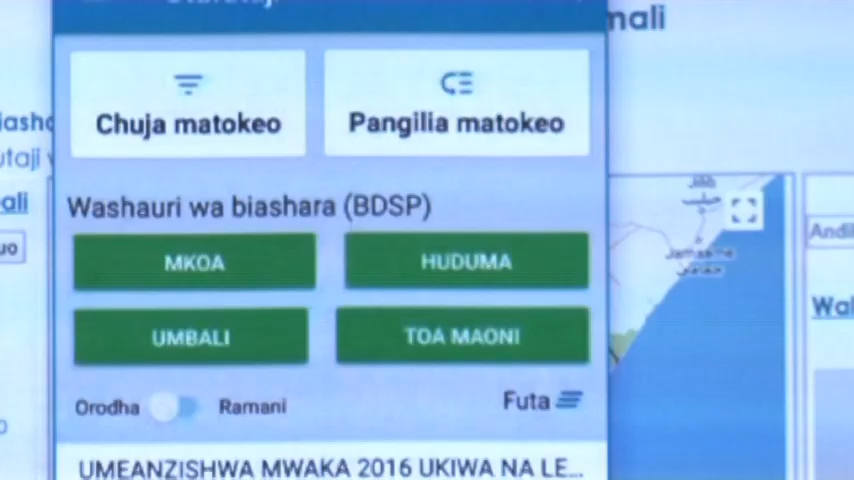 mali
Chuja matokeo
Pangilia matokeo
Washauri wa biashara (BDSP)
MKOA
HUDUMA
UMBALI
TOA MAONI
Orodha
Ramani
Futa
UMEANZISHWA MWAKA 2016 UKIWA NA LE...